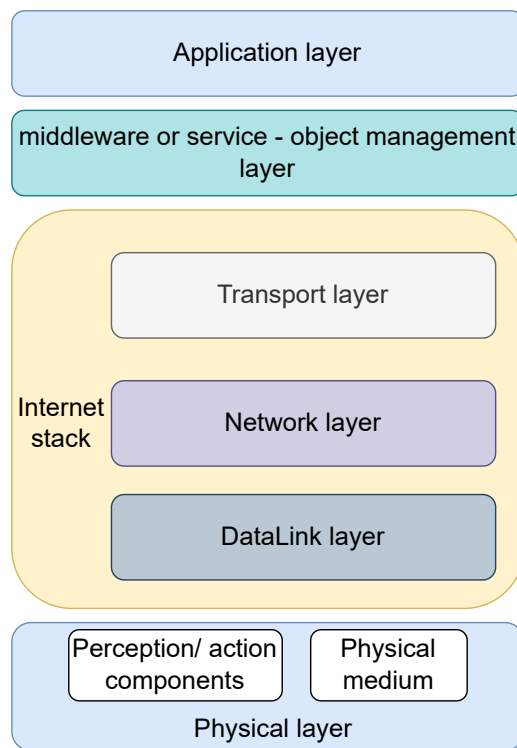 Application layer
middleware or service - object management
layer
Transport layer
Internet
stack
Network layer
DataLink layer
Perception/ action
components
Physical
medium
Physical layer